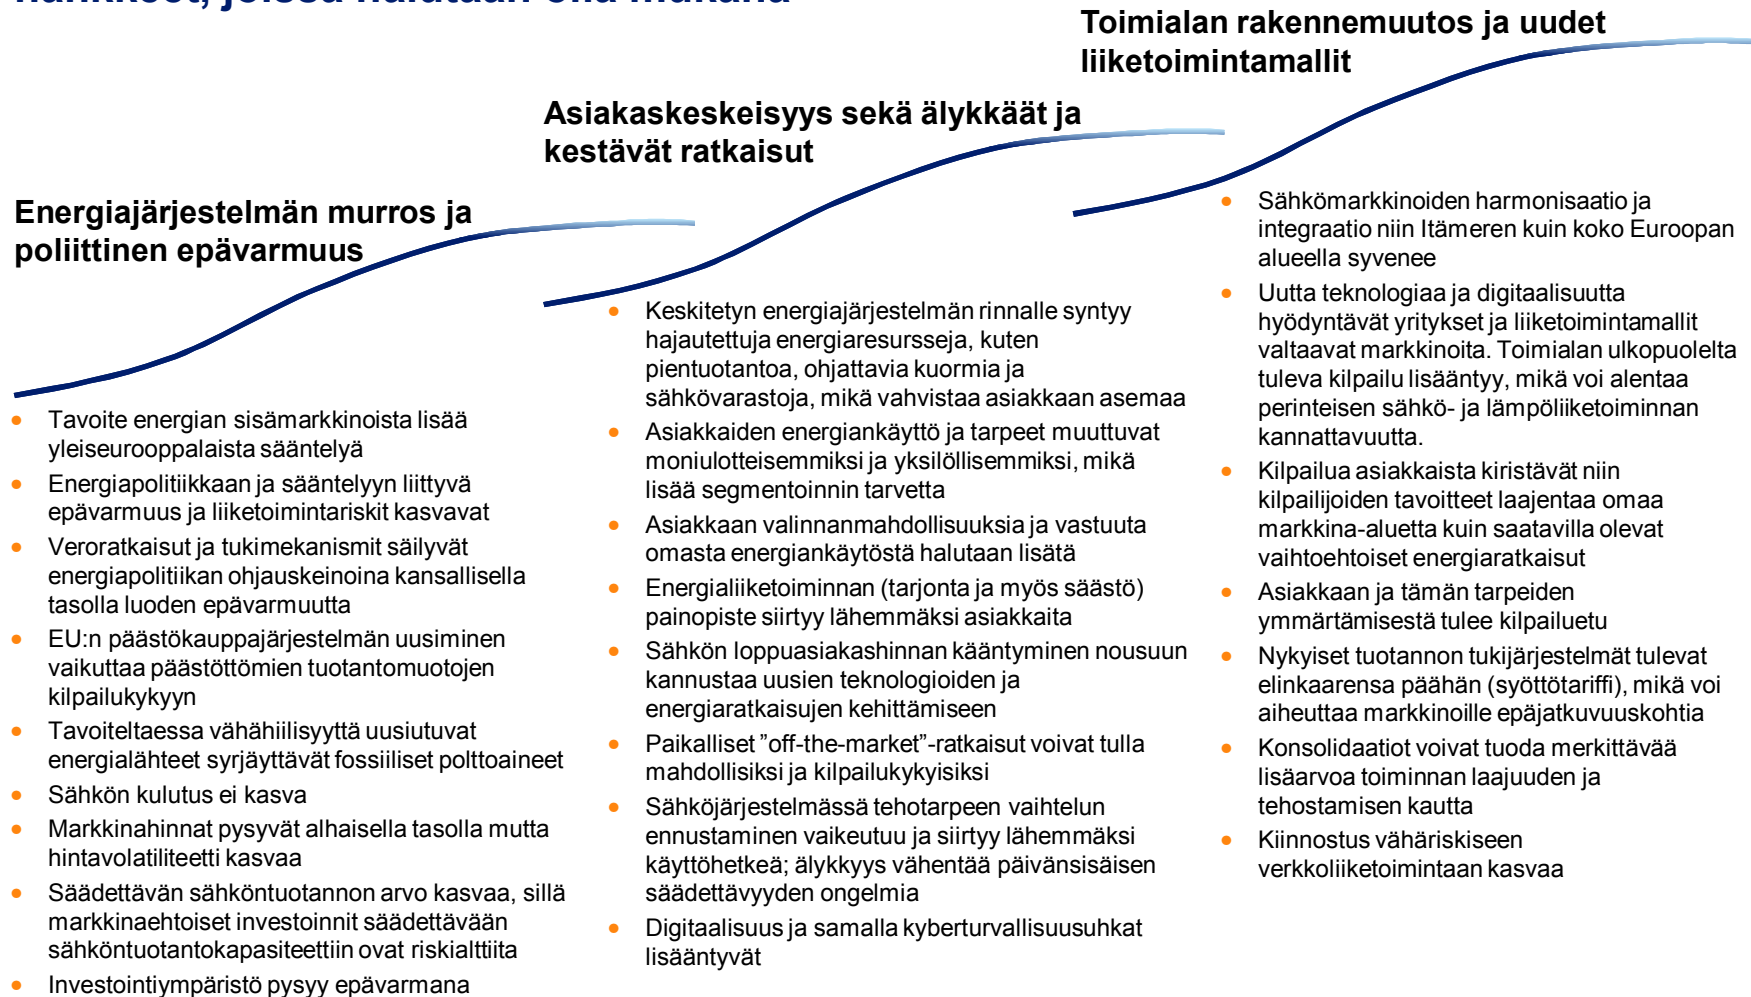 hankkeet, joissa halutaan olla mukana
Toimialan rakennemuutos ja uudet
liiketoimintamallit
Asiakaskeskeisyys sekä älykkäät ja
kestävät ratkaisut
Energiajärjestelmän murros ja
poliittinen epävarmuus
• Tavoite energian sisämarkkinoista lisää
yleiseurooppalaista sääntelyä
• Energiapolitiikkaan ja sääntelyyn liittyvä
epävarmuus ja liiketoimintariskit kasvavat
• Veroratkaisut ja tukimekanismit säilyvät
energiapolitiikan ohjauskeinoina kansallisella
tasolla luoden epävarmuutta
• EU:n päästökauppajärjestelmän uusiminen
vaikuttaa päästöttömien tuotantomuotojen
kilpailukykyyn
• Tavoiteltaessa vähähiilisyyttä uusiutuvat
energialähteet syrjäyttävät fossiiliset polttoaineet
• Sähkön kulutus ei kasva
• Markkinahinnat pysyvät alhaisella tasolla mutta
hintavolatiliteetti kasvaa
• Säädettävän sähköntuotannon arvo kasvaa, sillä
markkinaehtoiset investoinnit säädettävään
sähköntuotantokapasiteettiin ovat riskialttiita
• Investointiympäristö pysyy epävarmana
• Keskitetyn energiajärjestelmän rinnalle syntyy
hajautettuja energiaresursseja, kuten
pientuotantoa, ohjattavia kuormia ja
sähkövarastoja, mikä vahvistaa asiakkaan asemaa
• Asiakkaiden energiankäyttö ja tarpeet muuttuvat
moniulotteisemmiksi ja yksilöllisemmiksi, mikä
lisää segmentoinnin tarvetta
• Asiakkaan valinnanmahdollisuuksia ja vastuuta
omasta energiankäytöstä halutaan lisätä
• Energialiiketoiminnan (tarjonta ja myös säästö)
painopiste siirtyy lähemmäksi asiakkaita
• Sähkön loppuasiakashinnan kääntyminen nousuun
kannustaa uusien teknologioiden ja
energiaratkaisujen kehittämiseen
• Paikalliset ”off-the-market”-ratkaisut voivat tulla
mahdollisiksi ja kilpailukykyisiksi
• Sähköjärjestelmässä tehotarpeen vaihtelun
ennustaminen vaikeutuu ja siirtyy lähemmäksi
käyttöhetkeä; älykkyys vähentää päivänsisäisen
säädettävyyden ongelmia
• Digitaalisuus ja samalla kyberturvallisuusuhkat
lisääntyvät
• Sähkömarkkinoiden harmonisaatio ja
integraatio niin Itämeren kuin koko Euroopan
alueella syvenee
• Uutta teknologiaa ja digitaalisuutta
hyödyntävät yritykset ja liiketoimintamallit
valtaavat markkinoita. Toimialan ulkopuolelta
tuleva kilpailu lisääntyy, mikä voi alentaa
perinteisen sähkö- ja lämpöliiketoiminnan
kannattavuutta.
• Kilpailua asiakkaista kiristävät niin
kilpailijoiden tavoitteet laajentaa omaa
markkina-aluetta kuin saatavilla olevat
vaihtoehtoiset energiaratkaisut
• Asiakkaan ja tämän tarpeiden
ymmärtämisestä tulee kilpailuetu
• Nykyiset tuotannon tukijärjestelmät tulevat
elinkaarensa päähän (syöttötariffi), mikä voi
aiheuttaa markkinoille epäjatkuvuuskohtia
• Konsolidaatiot voivat tuoda merkittävää
lisäarvoa toiminnan laajuuden ja
tehostamisen kautta
• Kiinnostus vähäriskiseen
verkkoliiketoimintaan kasvaa